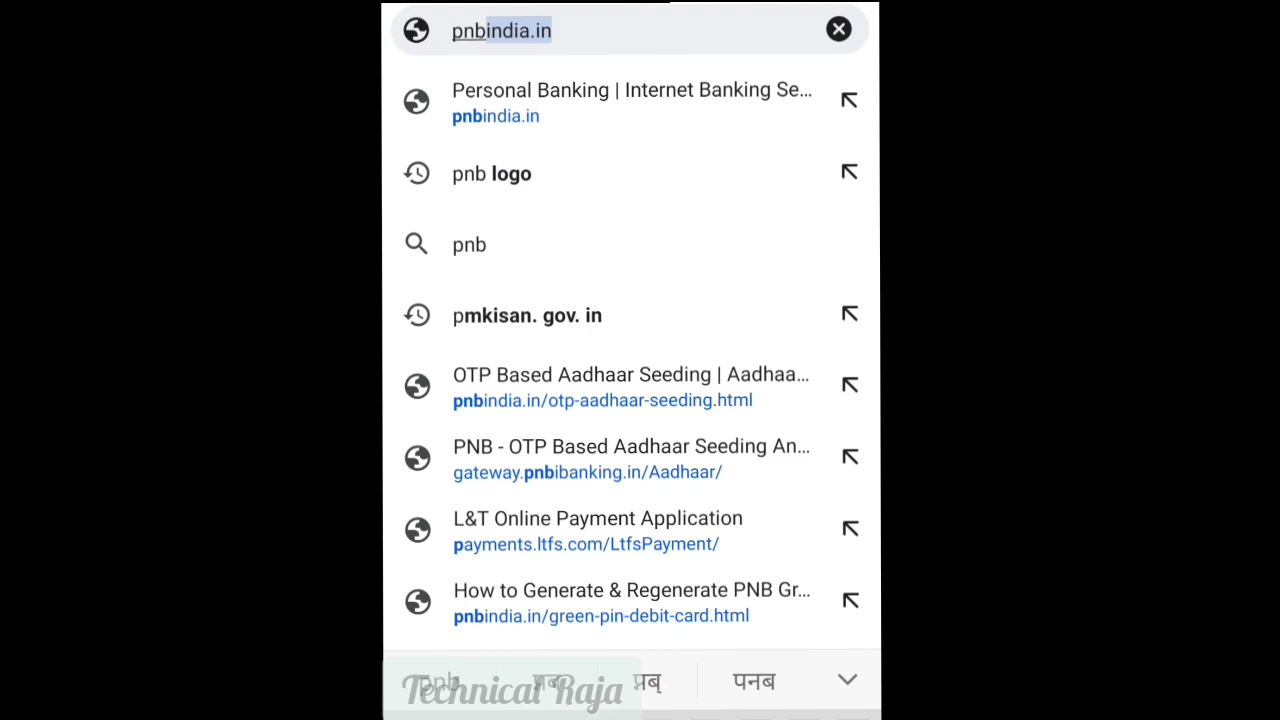 pnbindia.in
Personal Banking | Internet Banking Se...
pnbindia.in
pnb logo
pnb
pmkisan. gov. in
OTP Based Aadhaar Seeding | Aadhaa...
pnbindia.in/otp-aadhaar-seeding.html
PNB - OTP Based Aadhaar Seeding An...
gateway.pnbibanking.in/Aadhaar/
L&T Online Payment Application
payments.ltfs.com/LtfsPayment/
How to Generate & Regenerate PNB Gr...
pnbindia.in/green-pin-debit-card.html
pnb प्रब् पनब
Technical Raja